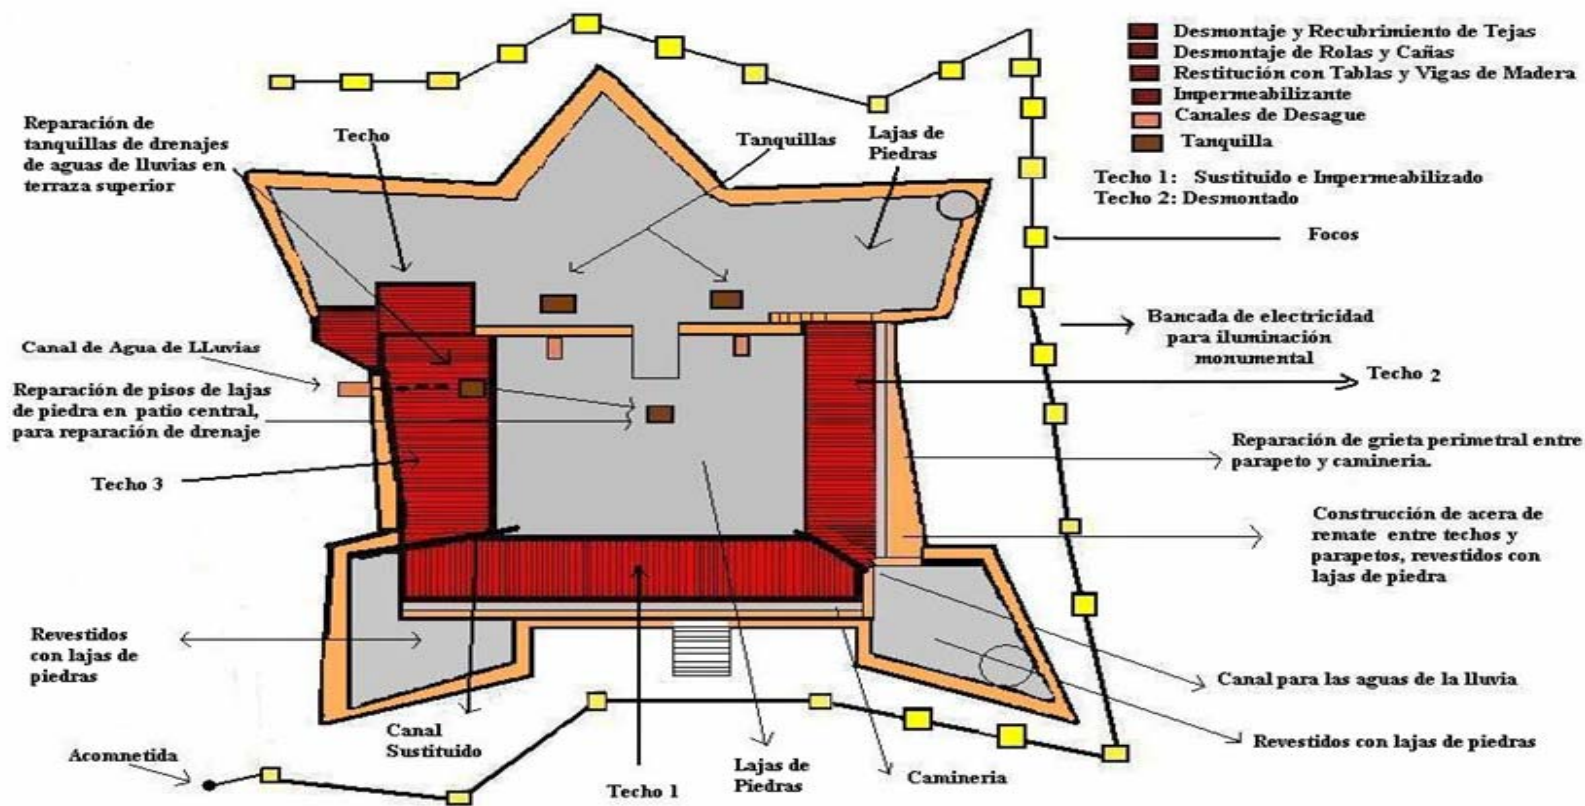 Desmontaje y Recubrimiento de Tejas
Desmontaje de Rolas y Cañas
Restitución con Tablas y Vigas de Madera
Impermeabilizante
Canales de Desague
Tanquilla
Techo 1: Sustituido e Impermeabilizado
Techo 2: Desmontado
Reparación de
tanquillas de drenajes
de aguas de lluvias en
terraza superior
Techo
Tanquillas
Lajas de
Piedras
Focos
Bancada de electricidad
para iluminación
monumental
Canal de Agua de LLuvias
Techo 2
Reparación de pisos de lajas
de piedra en patio central,
para reparación de drenaje
Reparación de grieta perimetral entre
parapeto y camineria.
Techo 3
Construcción de acera de
remate entre techos y
parapetos, revestidos con
lajas de piedra
Revestidos
con lajas de
piedras
Canal para las aguas de la lluvia
Canal
Sustituido
Revestidos con lajas de piedras
Acomnetida
Techo 1
Lajas de
Piedras
Camineria